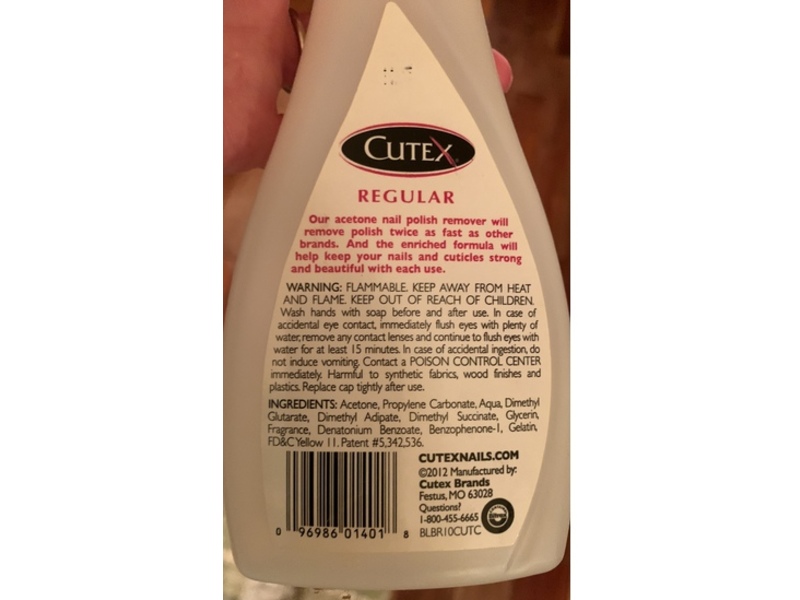 CUTEX
REGULAR
Our acetone nail polish remover will
remove polish twice as fast as other
brands. And the enriched formula will
help keep your nails and cuticles strong
and beautiful with each use.
WARNING: FLAMMABLE. KEEP AWAY FROM HEAT
AND FLAME. KEEP OUT OF REACH OF CHILDREN.
Wash hands with soap before and after use. In case of
accidental eye contact, immediately flush eyes with plenty of
water, remove any contact lenses and continue to flush eyes with
water for at least 15 minutes. In case of accidental ingestion, do
not induce vomiting. Contact a POISON CONTROL CENTER
immediately. Harmful to synthetic fabrics, wood finishes and
plastics. Replace cap tightly after use.
INGREDIENTS: Acetone, Propylene Carbonate, Aqua, Dimethyl
Glutarate, Dimethyl Adipate, Dimethyl Succinate, Glycerin,
Fragrance, Denatonium Benzoate, Benzophenone-1, Gelatin,
FD&C Yellow 11. Patent #5,342,536.
CUTEXNAILS.COM
©2012 Manufactured by:
Cutex Brands
Festus, MO 63028
Questions?
1-800-455-6665
BLBR10CUTC
0 96986 01401 8